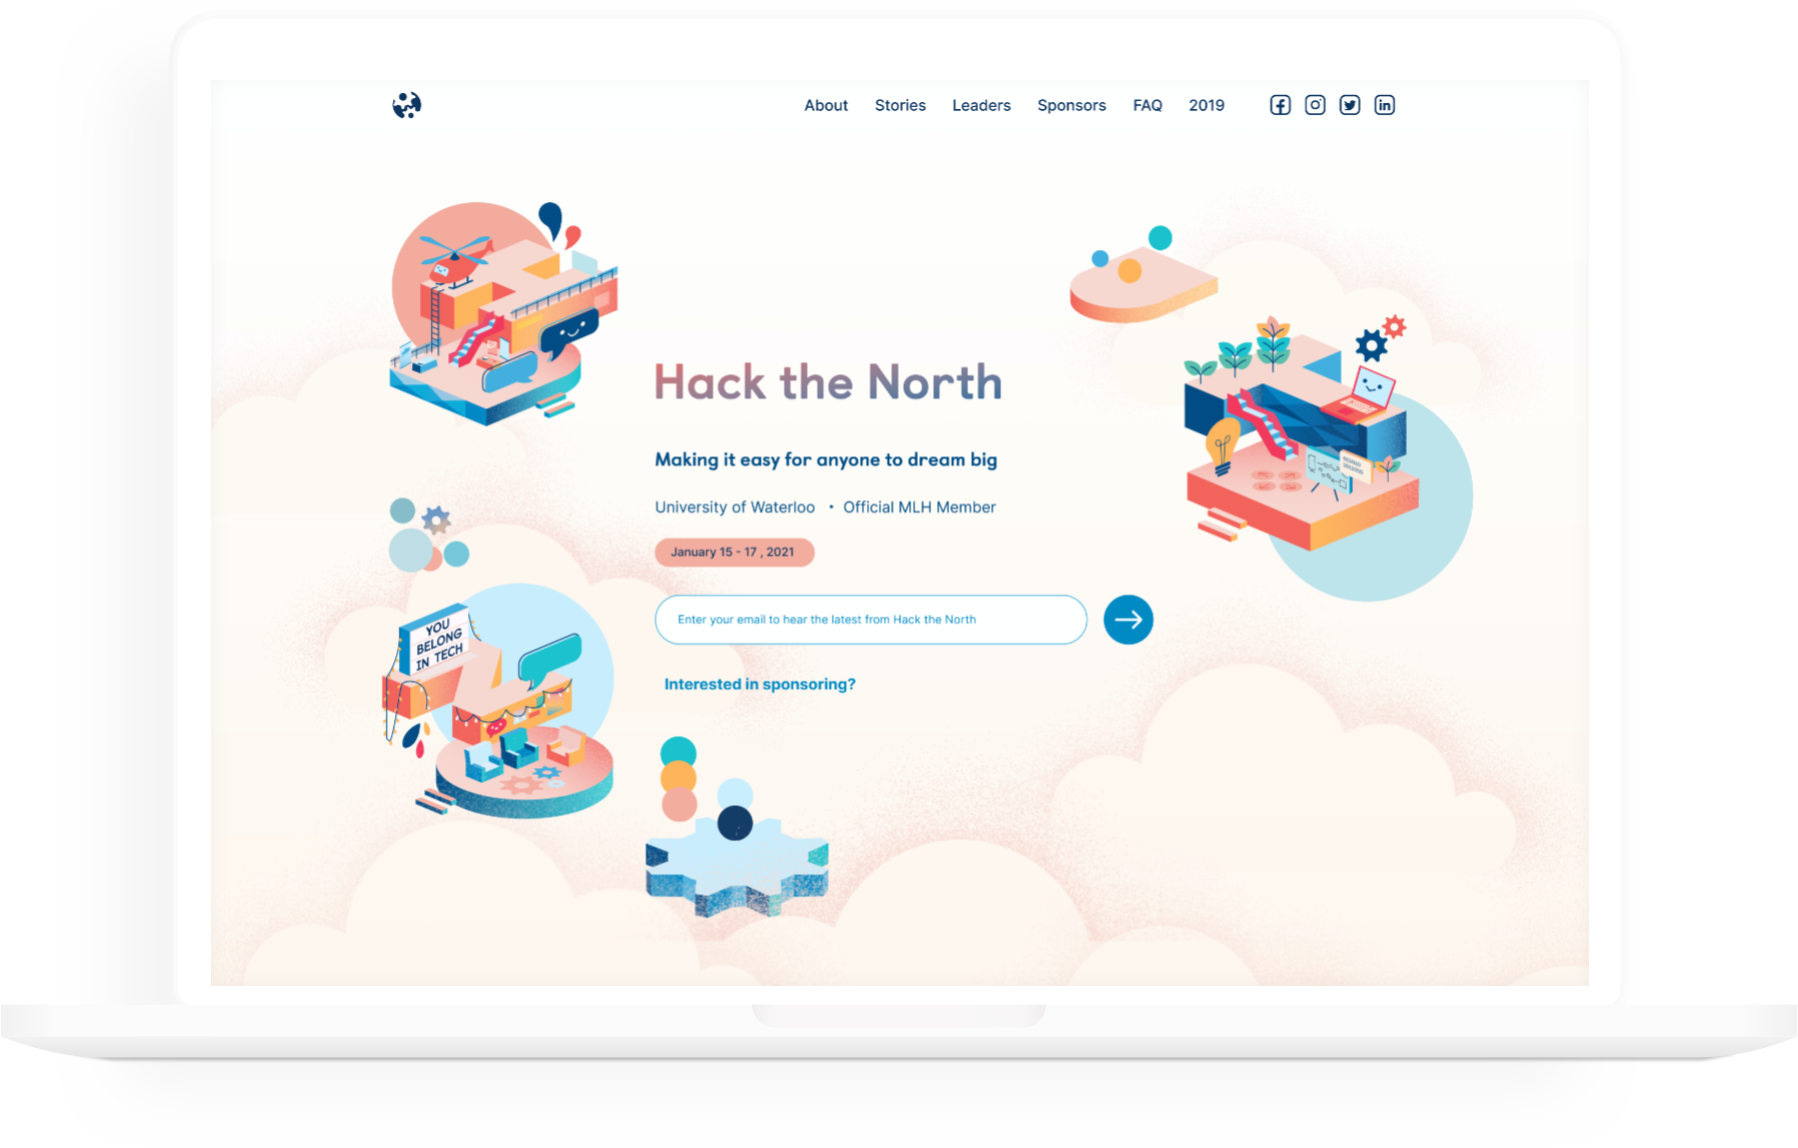 About Stories Leaders Sponsors FAQ 2019
Hack the North
Making it easy for anyone to dream big
University of Waterloo • Official MLH Member
January 15 - 17 , 2021
Enter your email to hear the latest from Hack the North
Interested in sponsoring?
YOU
BELONG
IN TECH